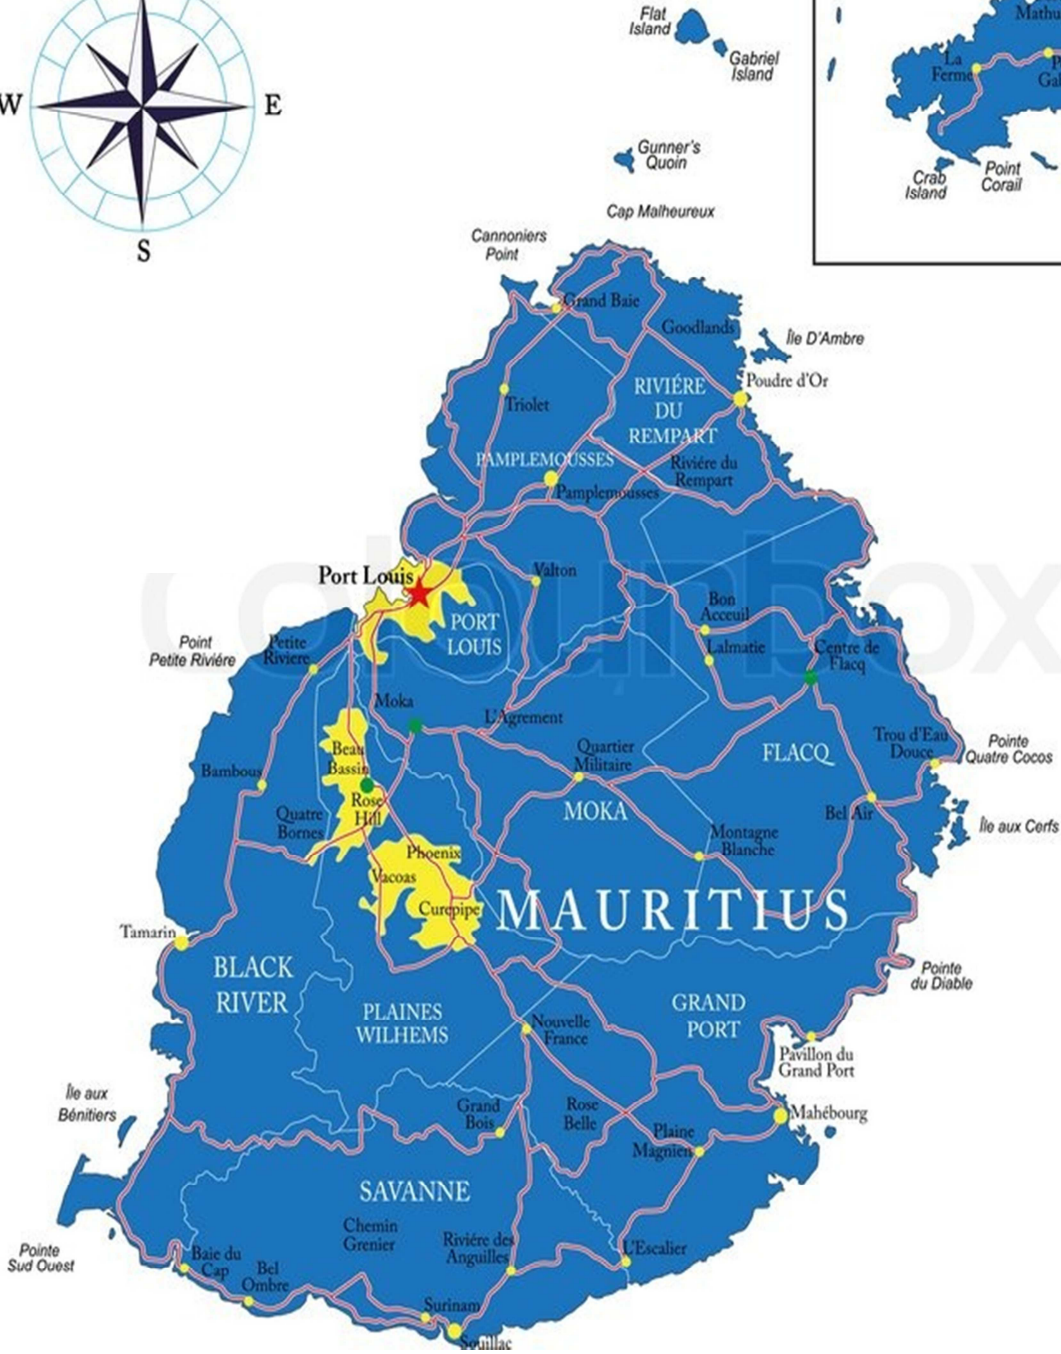 W
E
S
Flat
Island
Gabriel
Island
Gunner's
Quoin
Cap Malheureux
Cannoniers
Point
La
Ferme
Crab
Island
Point
Corail
Grand Baie
Goodlands
Île D'Ambre
Poudre d'Or
Triolet
RIVIÉRE
DU
REMPART
PAMPLEMOUSSES
Riviére du
Rempart
Pamplemousses
Port Louis
Valton
PORT
LOUIS
Bon
Acceuil
Lalmatie
Centre de
Flacq
Point
Petite Riviére
Petite
Riviere
Moka
L'Agrement
Quartier
Militaire
FLACQ
Trou d'Eau
Douce
Pointe
Quatre Cocos
Beau
Bassin
Bambous
Rose
Hill
Quatre
Bornes
MOKA
Bel Air
Île aux Cerfs
Montagne
Blanche
Phoenix
Vacoas
Curepipe
MAURITIUS
Tamarin
BLACK
RIVER
PLAINES
WILHEMS
GRAND
PORT
Pointe
du Diable
Nouvelle
France
Pavillon du
Grand Port
Île aux
Bénitiers
Grand
Bois
Rose
Belle
Plaine
Magnien
Mahébourg
SAVANNE
Chemin
Grenier
Riviére des
Anguilles
L'Escalier
Pointe
Sud Ouest
Baie du
Cap
Bel
Ombre
Surinam
Souillac
colourbox